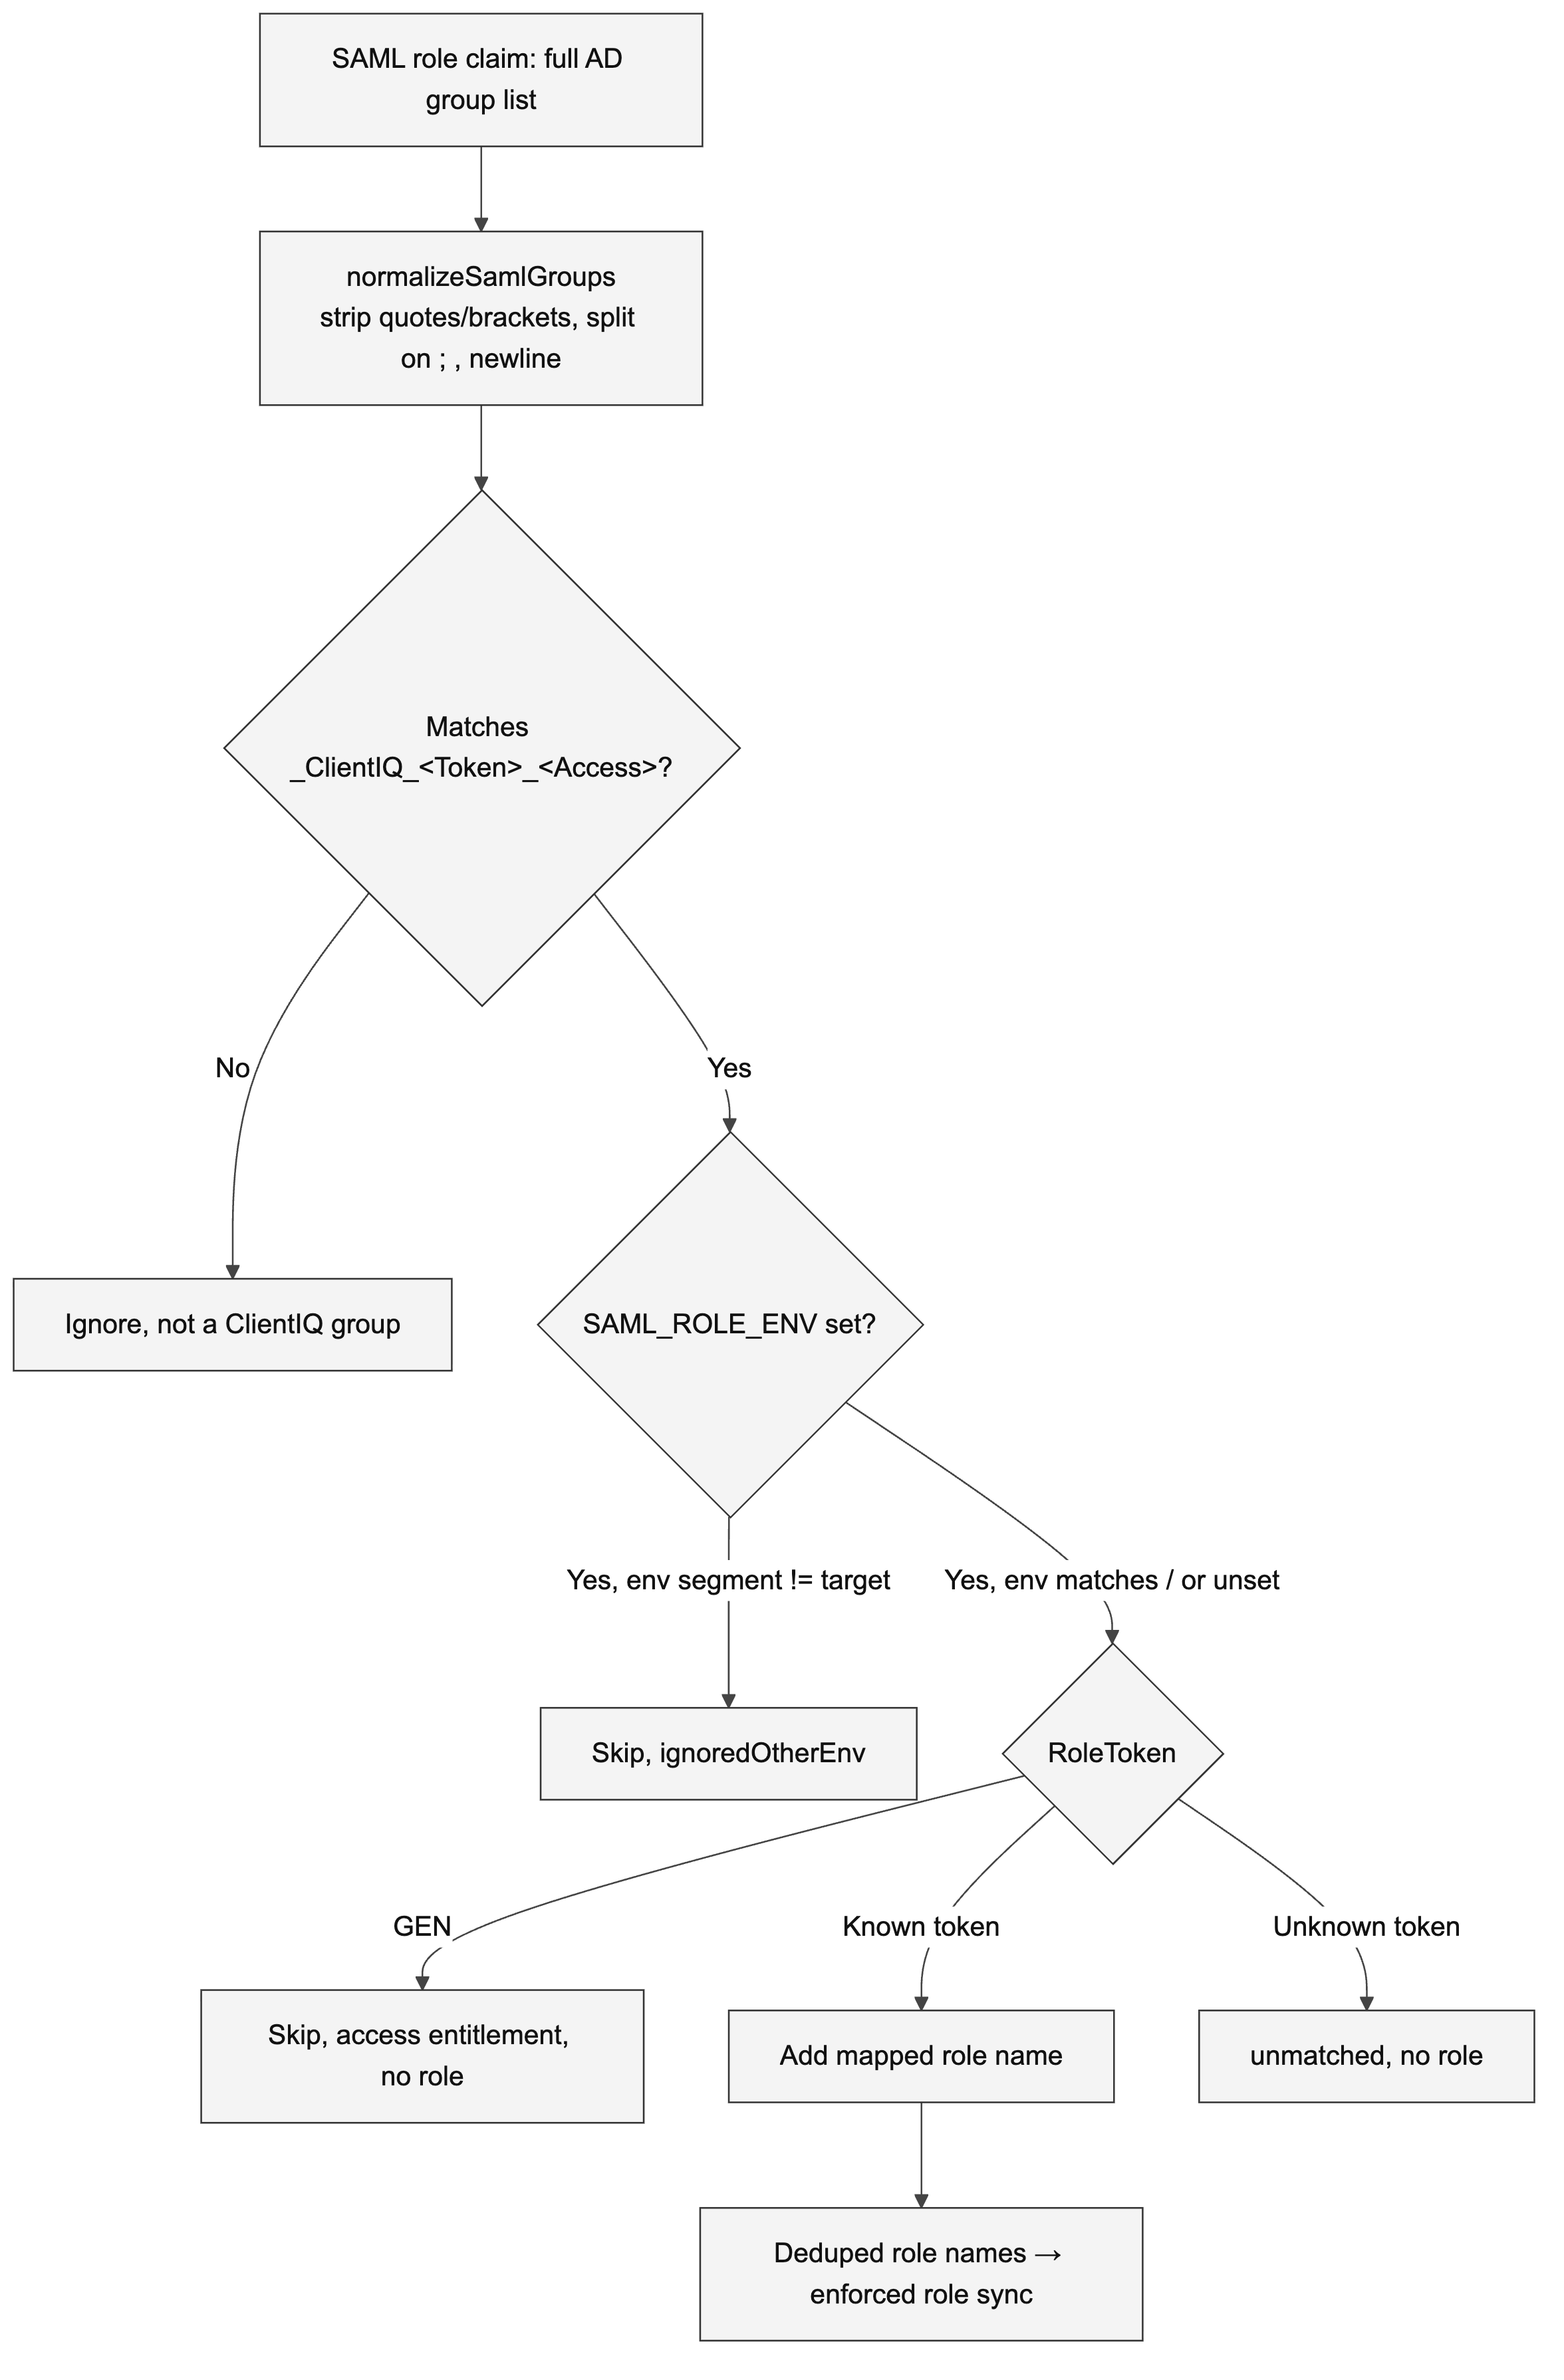 SAML role claim: full AD
group list
normalizeSamlGroups
strip quotes/brackets, split
on ; , newline
Matches
_ClientIQ_<Token>_<Access>?
No
Yes
Ignore, not a ClientIQ group
SAML_ROLE_ENV set?
Yes, env segment != target
Yes, env matches / or unset
Skip, ignoredOtherEnv
RoleToken
GEN
Known token
Unknown token
Skip, access entitlement,
no role
Add mapped role name
unmatched, no role
Deduped role names →
enforced role sync